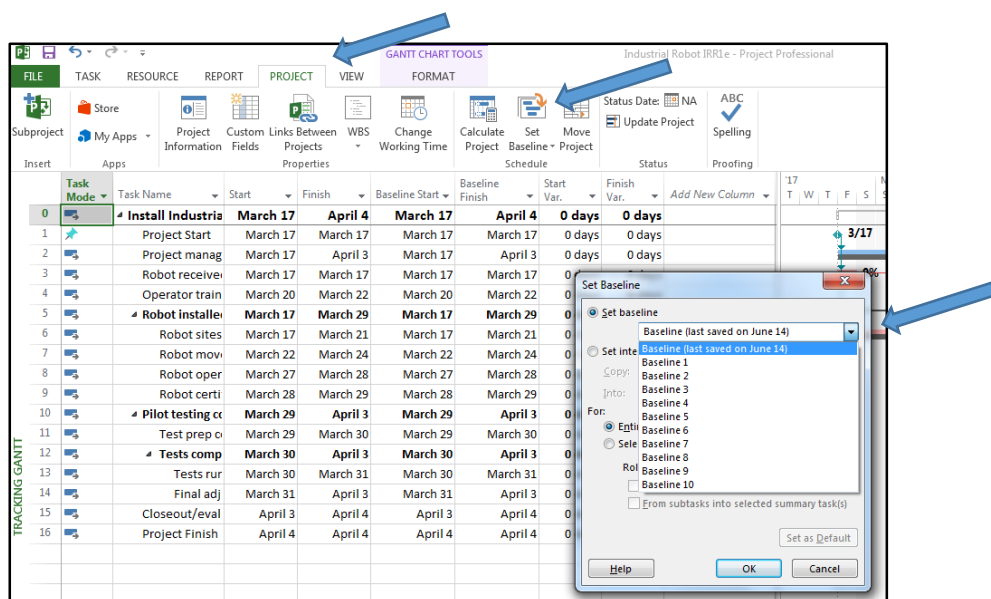 GANTT CHART TOOLS Industrial Robot IRR1e - Project Professional
FILE TASK RESOURCE REPORT PROJECT VIEW FORMAT
Subproject
Store
My Apps
Project Information
Custom Fields
Links Between Projects
WBS
Change Working Time
Calculate Project
Set Baseline
Move Project
Status Date: NA
Update Project
ABC
Spelling
Insert Apps Properties Schedule Status Proofing
Task Mode Task Name Start Finish Baseline Start Baseline Finish Start Var. Finish Var. Add New Column
'17
T W T F S S
0 Install Industria March 17 April 4 March 17 April 4 0 days 0 days
1 Project Start March 17 March 17 March 17 March 17 0 days 0 days 3/17
2 Project manag March 17 April 3 March 17 April 3 0 days 0 days
3 Robot receive March 17 March 17 March 17 March 17 0 0%
4 Operator train March 20 March 22 March 20 March 22 0
5 Robot installe March 17 March 29 March 17 March 29 0
6 Robot sites March 17 March 21 March 17 March 21 0
7 Robot mov March 22 March 24 March 22 March 24 0
8 Robot oper March 27 March 28 March 27 March 28 0
9 Robot certi March 28 March 29 March 28 March 29 0
10 Pilot testing co March 29 April 3 March 29 April 3 0
11 Test prep c March 29 March 30 March 29 March 30 0
12 Tests comp March 30 April 3 March 30 April 3 0
13 Tests rur March 30 March 31 March 30 March 31 0
14 Final adj March 31 April 3 March 31 April 3 0
15 Closeout/eval April 3 April 4 April 3 April 4 0
16 Project Finish April 4 April 4 April 4 April 4 0
TRACKING GANTT
Set Baseline
Set baseline
Baseline (last saved on June 14)
Baseline (last saved on June 14)
Baseline 1
Baseline 2
Baseline 3
Baseline 4
Baseline 5
Baseline 6
Baseline 7
Baseline 8
Baseline 9
Baseline 10
Set inte
Copy:
Into:
For:
Enti
Sele
Rol
From subtasks into selected summary task(s)
Set as Default
Help OK Cancel